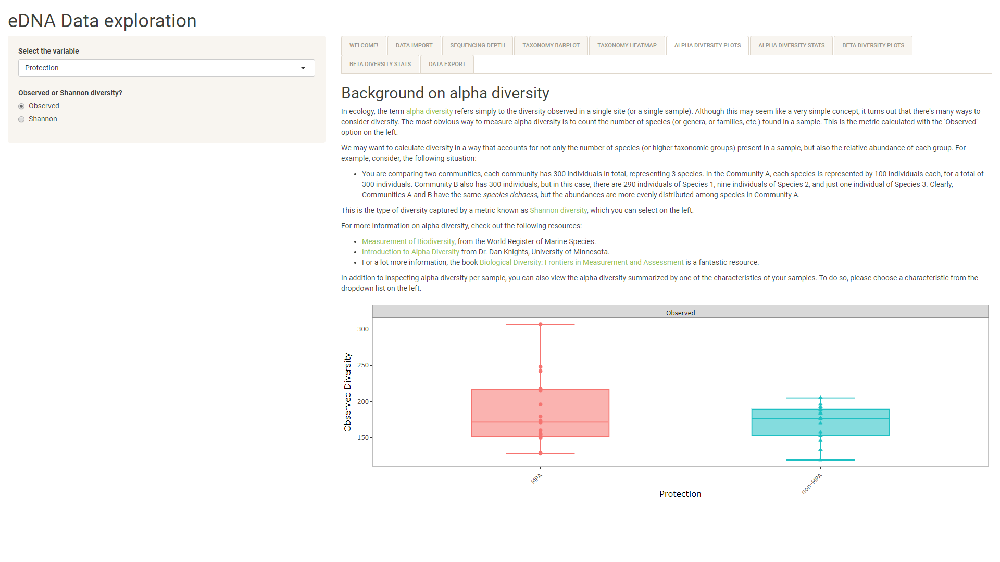 eDNA Data exploration
Select the variable
Protection
Observed or Shannon diversity?
Observed
Shannon
WELCOME!
DATA IMPORT
SEQUENCING DEPTH
TAXONOMY BARPLOT
TAXONOMY HEATMAP
ALPHA DIVERSITY PLOTS
ALPHA DIVERSITY STATS
BETA DIVERSITY PLOTS
BETA DIVERSITY STATS
DATA EXPORT
Background on alpha diversity
In ecology, the term alpha diversity refers simply to the diversity observed in a single site (or a single sample). Although this may seem like a very simple concept, it turns out that there's many ways to
consider diversity. The most obvious way to measure alpha diversity is to count the number of species (or genera, or families, etc.) found in a sample. This is the metric calculated with the 'Observed'
option on the left.
We may want to calculate diversity in a way that accounts for not only the number of species (or higher taxonomic groups) present in a sample, but also the relative abundance of each group. For
example, consider, the following situation:
• You are comparing two communities, each community has 300 individuals in total, representing 3 species. In the Community A, each species is represented by 100 individuals each, for a total of
300 individuals. Community B also has 300 individuals, but in this case, there are 290 individuals of Species 1, nine individuals of Species 2, and just one individual of Species 3. Clearly,
Communities A and B have the same species richness, but the abundances are more evenly distributed among species in Community A.
This is the type of diversity captured by a metric known as Shannon diversity, which you can select on the left.
For more information on alpha diversity, check out the following resources:
• Measurement of Biodiversity, from the World Register of Marine Species.
• Introduction to Alpha Diversity from Dr. Dan Knights, University of Minnesota.
• For a lot more information, the book Biological Diversity: Frontiers in Measurement and Assessment is a fantastic resource.
In addition to inspecting alpha diversity per sample, you can also view the alpha diversity summarized by one of the characteristics of your samples. To do so, please choose a characteristic from the
dropdown list on the left.
Observed
Observed Diversity
300
250
200
150
MPA
non-MPA
Protection